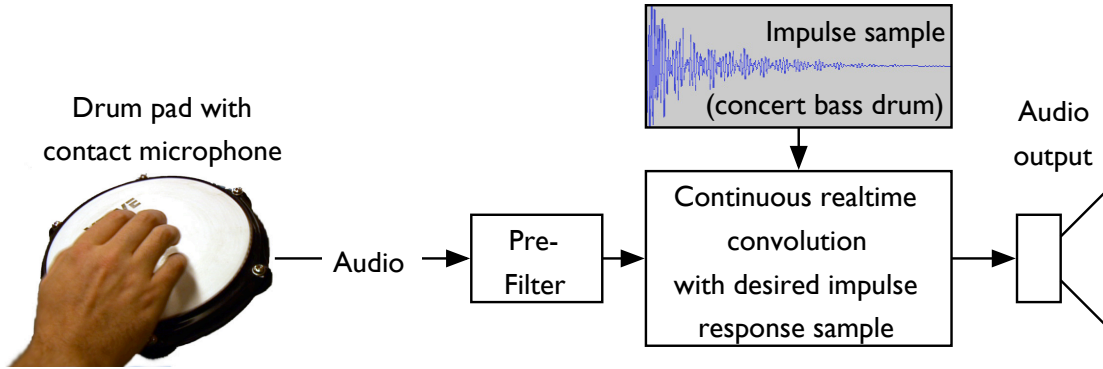 Drum pad with
contact microphone
Audio
Pre-
Filter
Impulse sample
(concert bass drum)
Continuous realtime
convolution
with desired impulse
response sample
Audio
output